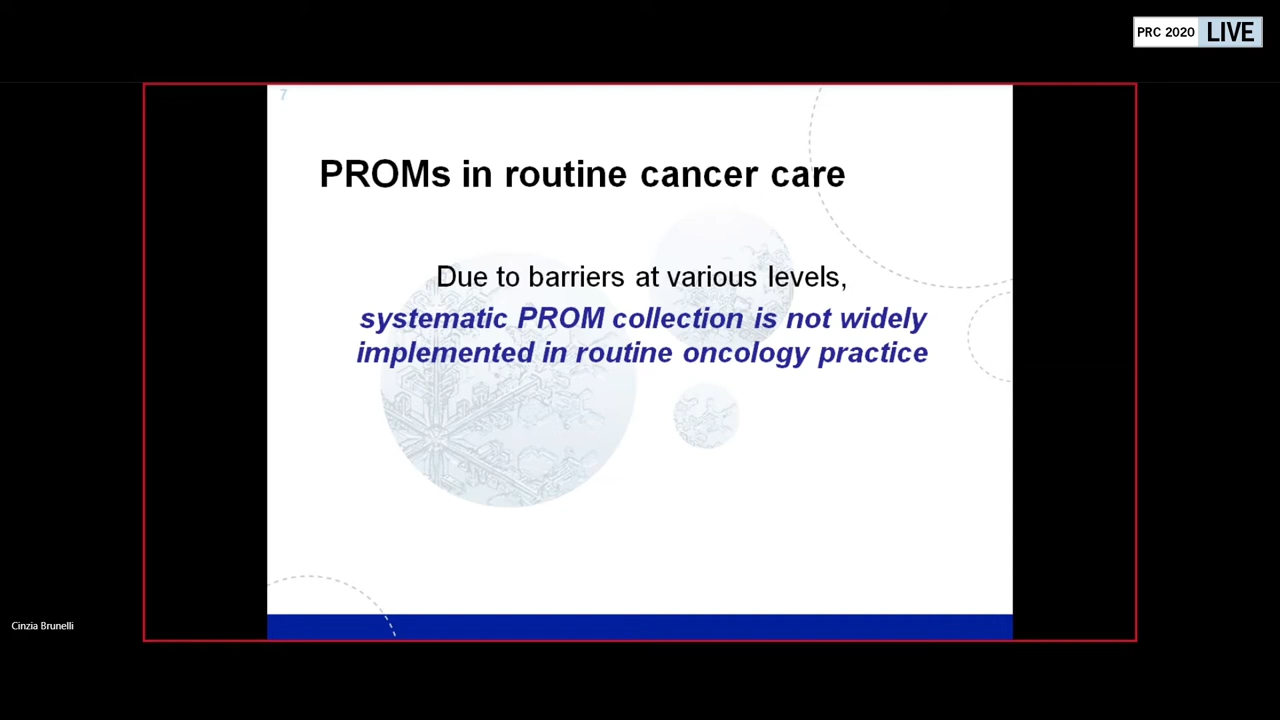 PRC 2020 LIVE
7
PROMs in routine cancer care
Due to barriers at various levels,
systematic PROM collection is not widely
implemented in routine oncology practice
Cinzia Brunelli